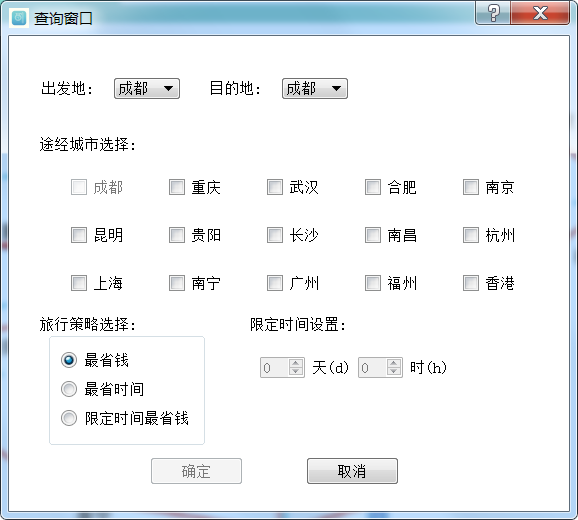 查询窗口
出发地： 成都 目的地： 成都
途经城市选择：
成都 重庆 武汉 合肥 南京
昆明 贵阳 长沙 南昌 杭州
上海 南宁 广州 福州 香港
旅行策略选择： 限定时间设置：
最省钱
0 天(d) 0 时(h)
最省时间
限定时间最省钱
确定 取消